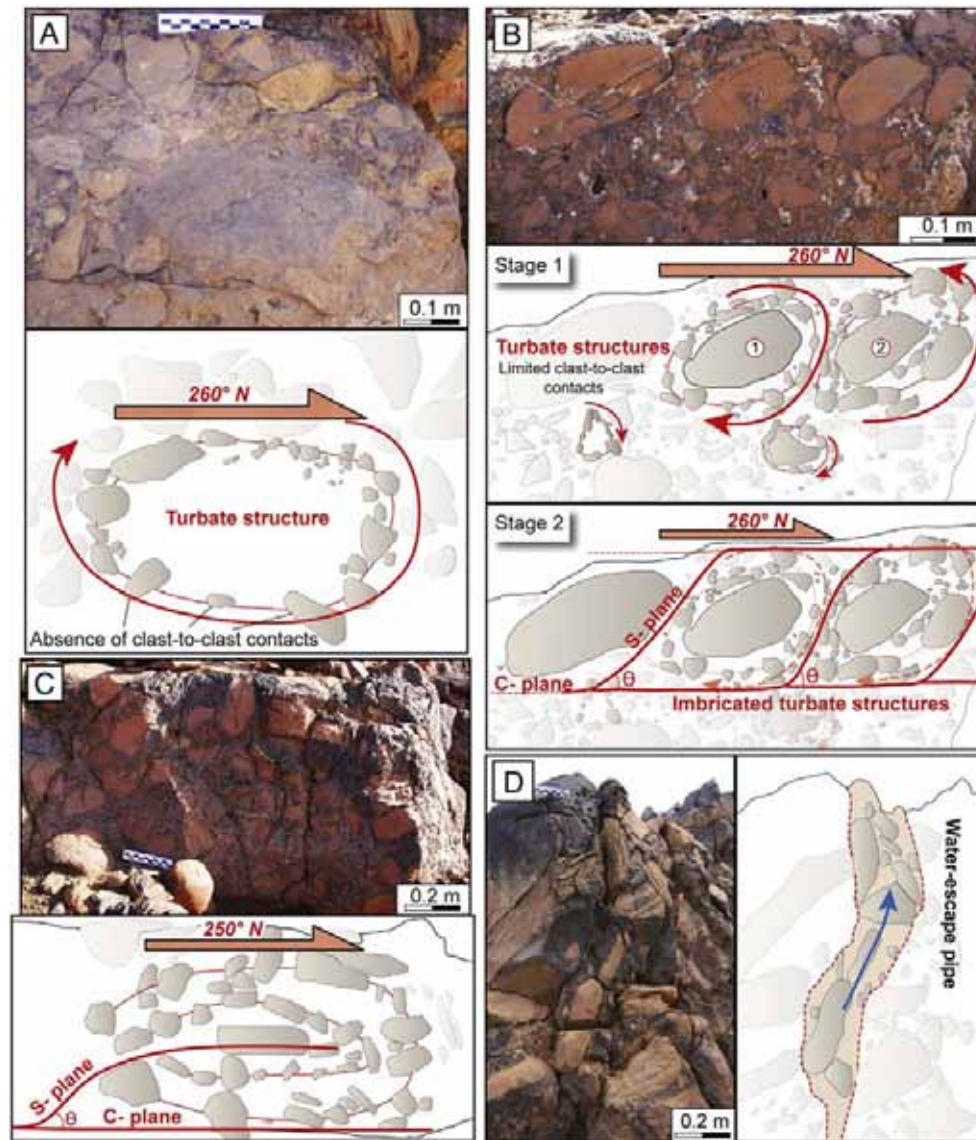 A
0.1 m
260° N
Turbate structure
Absence of clast-to-clast contacts
B
0.1 m
Stage 1
260° N
Turbate structures
Limited clast-to-clast
contacts
1
2
Stage 2
260° N
S- plane
C- plane
θ
θ
Imbricated turbate structures
C
0.2 m
250° N
S- plane
θ
C- plane
D
0.2 m
Water-escape pipe